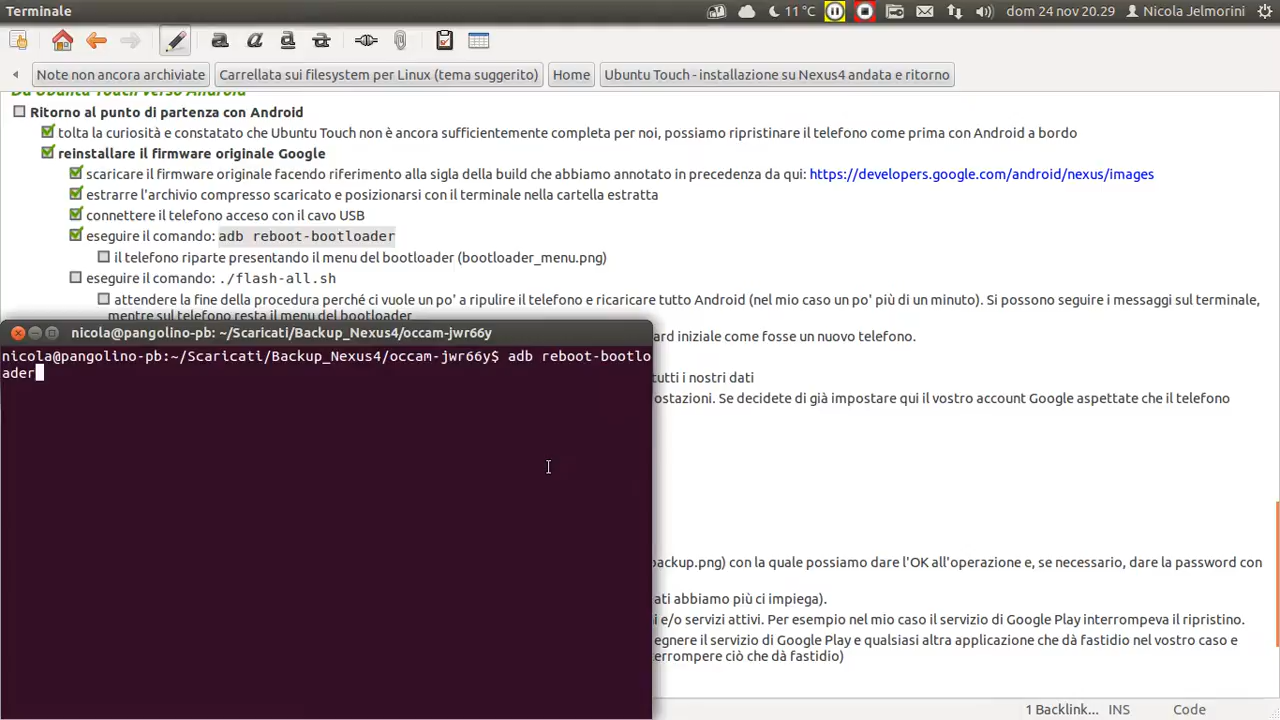 Terminale
11 °C
dom 24 nov 20.29
Nicola Jelmorini
Note non ancora archiviate
Carrellata sui filesystem per Linux (tema suggerito)
Home
Ubuntu Touch - installazione su Nexus4 andata e ritorno
Da Ubuntu Touch verso Android
Ritorno al punto di partenza con Android
tolta la curiosità e constatato che Ubuntu Touch non è ancora sufficientemente completa per noi, possiamo ripristinare il telefono come prima con Android a bordo
reinstallare il firmware originale Google
scaricare il firmware originale facendo riferimento alla sigla della build che abbiamo annotato in precedenza da qui: https://developers.google.com/android/nexus/images
estrarre l'archivio compresso scaricato e posizionarsi con il terminale nella cartella estratta
connettere il telefono acceso con il cavo USB
eseguire il comando: adb reboot-bootloader
il telefono riparte presentando il menu del bootloader (bootloader_menu.png)
eseguire il comando: ./flash-all.sh
attendere la fine della procedura perché ci vuole un po' a ripulire il telefono e ricaricare tutto Android (nel mio caso un po' più di un minuto). Si possono seguire i messaggi sul terminale,
mentre sul telefono resta il menu del bootloader
nicola@pangolino-pb: ~/Scaricati/Backup_Nexus4/occam-jwr66y
ard iniziale come fosse un nuovo telefono.
nicola@pangolino-pb:~/Scaricati/Backup_Nexus4/occam-jwr66y$ adb reboot-bootlo
ader
tutti i nostri dati
ostazioni. Se decidete di già impostare qui il vostro account Google aspettate che il telefono
backup.png) con la quale possiamo dare l'OK all'operazione e, se necessario, dare la password con
ati abbiamo più ci impiega).
i e/o servizi attivi. Per esempio nel mio caso il servizio di Google Play interrompeva il ripristino.
egnere il servizio di Google Play e qualsiasi altra applicazione che dà fastidio nel vostro caso e
terrompere ciò che dà fastidio)
1 Backlink...
INS
Code